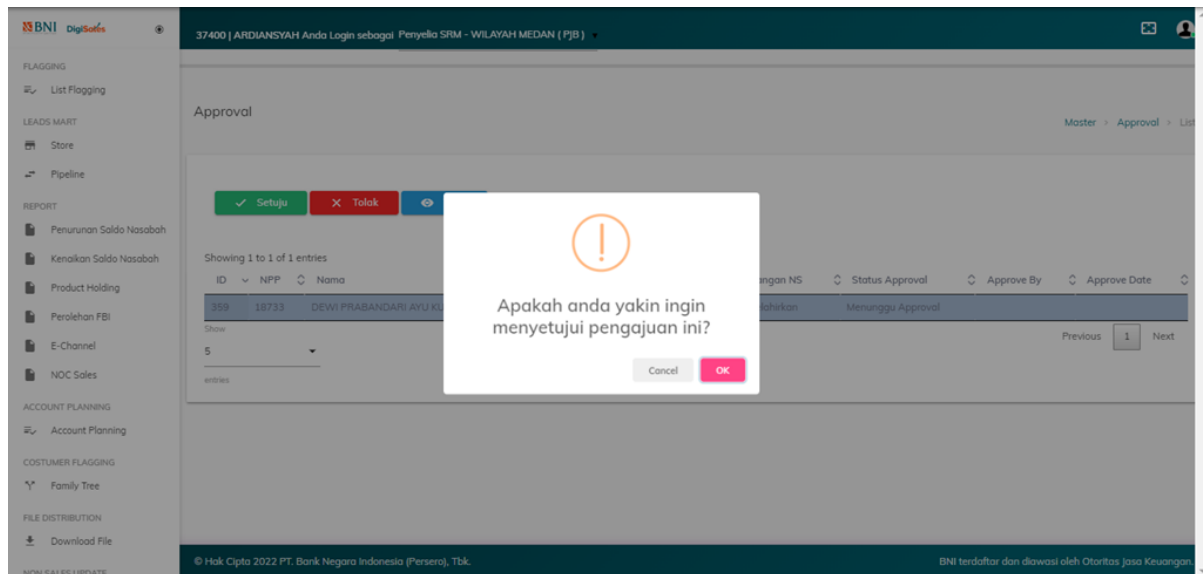 BNI DigiSales
37400 | ARDIANSYAH Anda Login sebagai Penyelia SRM - WILAYAH MEDAN ( PJB )
FLAGGING
List Flagging
LEADS MART
Store
Pipeline
REPORT
Penurunan Saldo Nasabah
Kenaikan Saldo Nasabah
Product Holding
Perolehan FBI
E-Channel
NOC Sales
ACCOUNT PLANNING
Account Planning
COSTUMER FLAGGING
Family Tree
FILE DISTRIBUTION
Download File
NON SALES UPDATE
Approval
Master > Approval > List
Setuju Tolak
Showing 1 to 1 of 1 entries
ID NPP Nama Status Approval Approve By Approve Date
359 18733 DEWI PRABANDARI AYU Menunggu Approval
Show
5
entries
Previous 1 Next
Apakah anda yakin ingin
menyetujui pengajuan ini?
Cancel OK
© Hak Cipta 2022 PT. Bank Negara Indonesia (Persero), Tbk.
BNI terdaftar dan diawasi oleh Otoritas Jasa Keuangan.